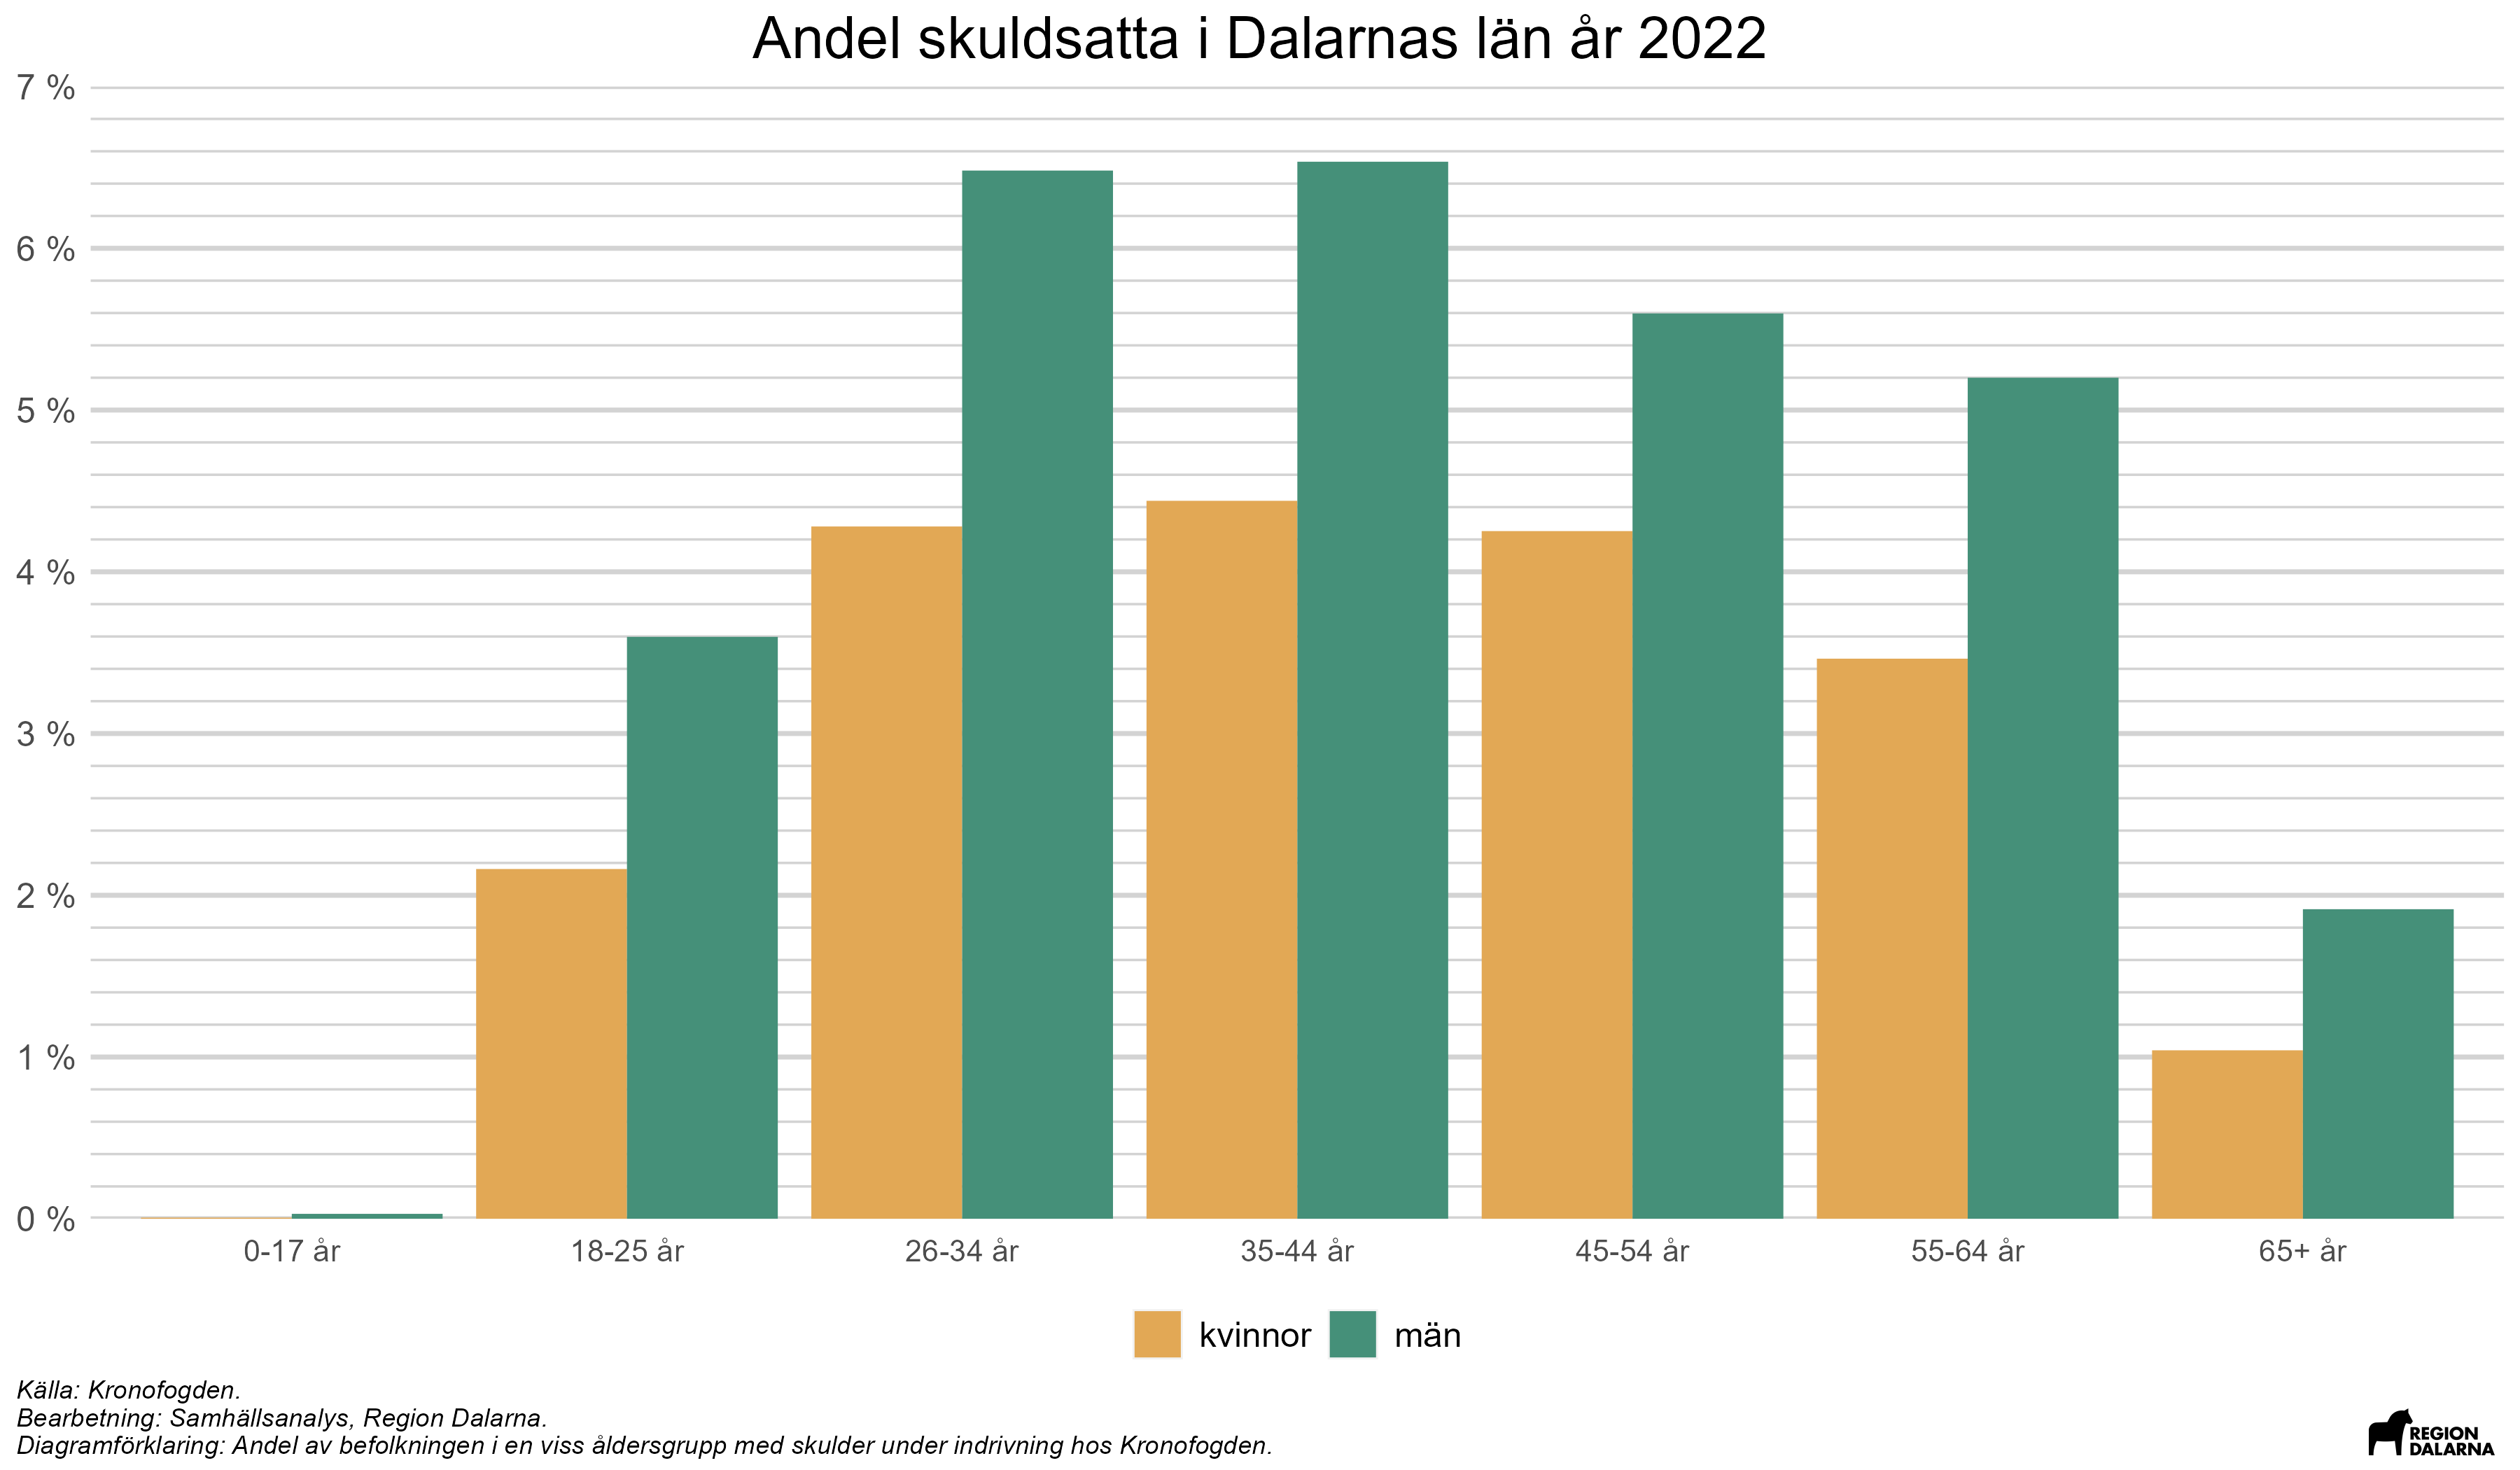 Andel skuldsatta i Dalarnas län år 2022
7 %
6 %
5 %
4 %
3 %
2 %
1 %
0 %
0-17 år
18-25 år
26-34 år
35-44 år
45-54 år
55-64 år
65+ år
kvinnor
män
Källa: Kronofogden.
Bearbetning: Samhällsanalys, Region Dalarna.
Diagramförklaring: Andel av befolkningen i en viss åldersgrupp med skulder under indrivning hos Kronofogden.
REGION
DALARNA